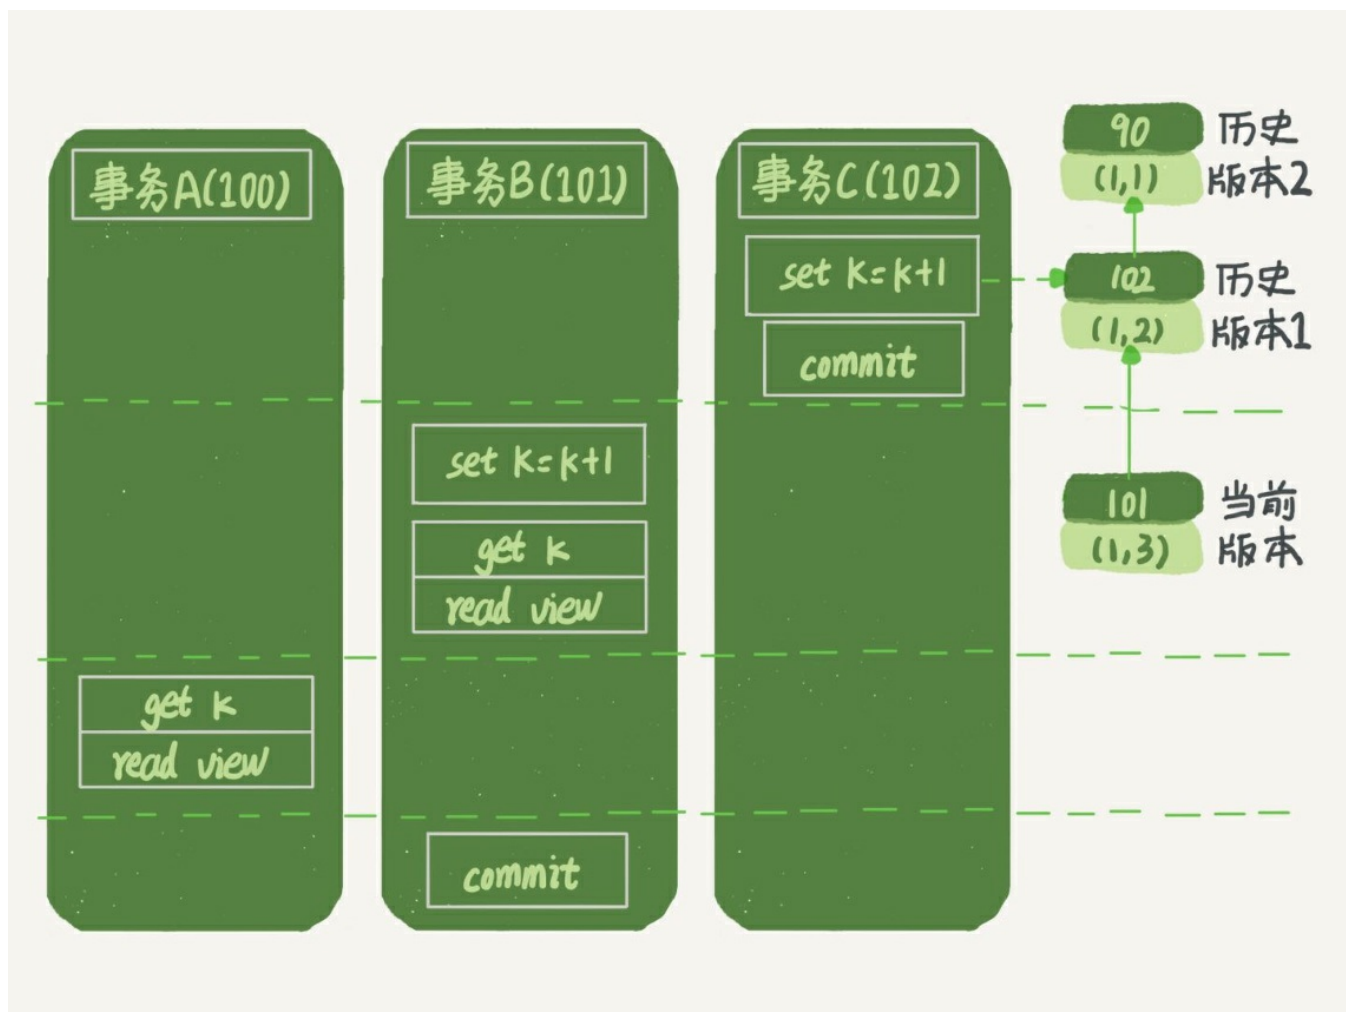 事务A(100)
事务B(101)
事务C(102)
90
历史
(1,1)
版本2
set k=k+1
102
历史
(1,2)
版本1
commit
set k=k+1
101
当前
(1,3)
版本
get k
read view
get k
read view
commit